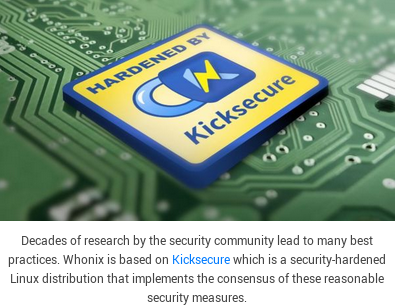 HARDENED BY
Kicksecure
Decades of research by the security community lead to many best
practices. Whonix is based on Kicksecure which is a security-hardened
Linux distribution that implements the consensus of these reasonable
security measures.